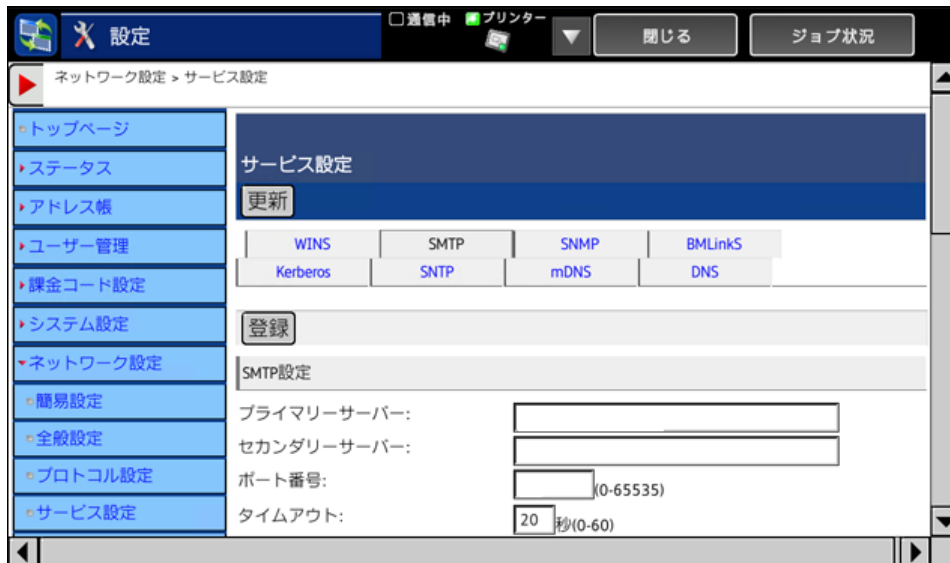 設定
通信中
プリンター
閉じる
ジョブ状況
ネットワーク設定 > サービス設定
トップページ
ステータス
アドレス帳
ユーザー管理
課金コード設定
システム設定
ネットワーク設定
簡易設定
全般設定
プロトコル設定
サービス設定
サービス設定
更新
WINS SMTP SNMP BMLinkS
Kerberos SNTP mDNS DNS
登録
SMTP設定
プライマリーサーバー:
セカンダリーサーバー:
ポート番号: (0-65535)
タイムアウト: 20 秒(0-60)